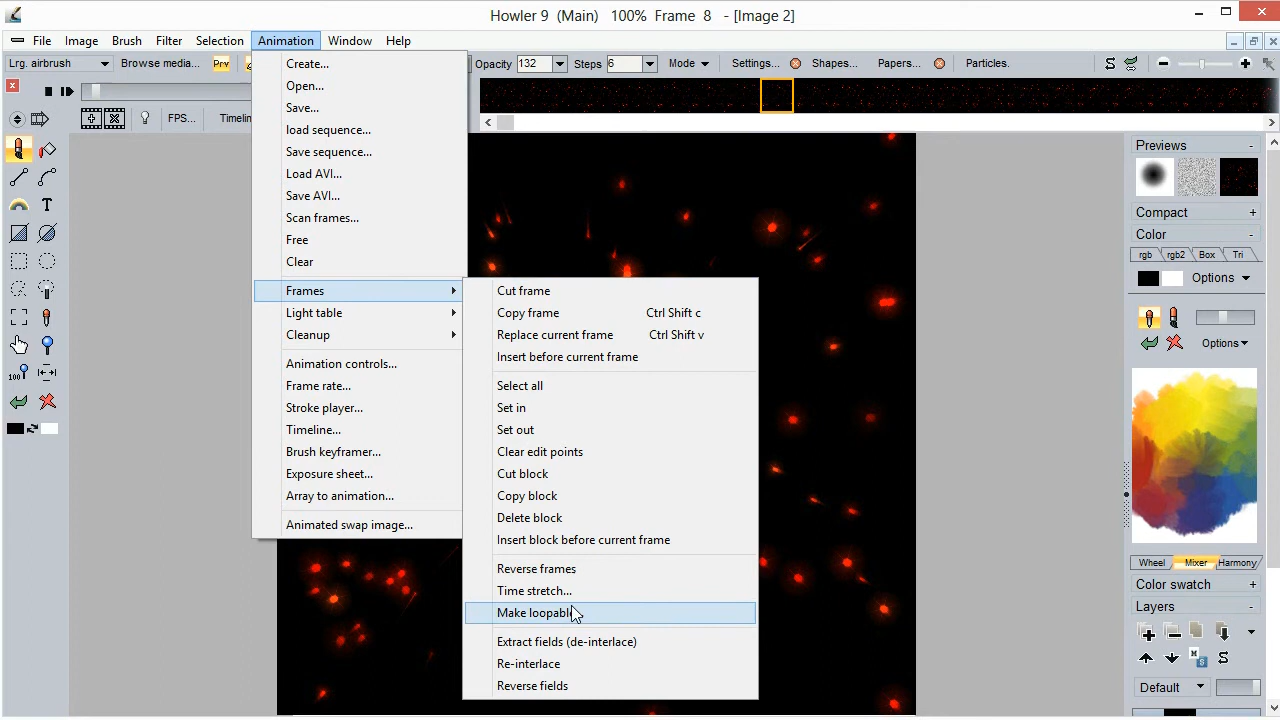 Howler 9 (Main) 100% Frame 8 - [Image 2]
File Image Brush Filter Selection Animation Window Help
Lrg. airbrush Browse media... Prv Opacity 132 Steps 6 Mode Settings... Shapes... Papers... Particles.
FPS... Timelin
Create...
Open...
Save...
load sequence...
Save sequence...
Load AVI...
Save AVI...
Scan frames...
Free
Clear
Frames
Light table
Cleanup
Animation controls...
Frame rate...
Stroke player...
Timeline...
Brush keyframer...
Exposure sheet...
Array to animation...
Animated swap image...
Cut frame
Copy frame Ctrl Shift c
Replace current frame Ctrl Shift v
Insert before current frame
Select all
Set in
Set out
Clear edit points
Cut block
Copy block
Delete block
Insert block before current frame
Reverse frames
Time stretch...
Make loopable
Extract fields (de-interlace)
Re-interlace
Reverse fields
Previews -
Compact +
Color -
rgb rgb2 Box Tri
Options
Options
Wheel Mixer Harmony
Color swatch +
Layers -
Default